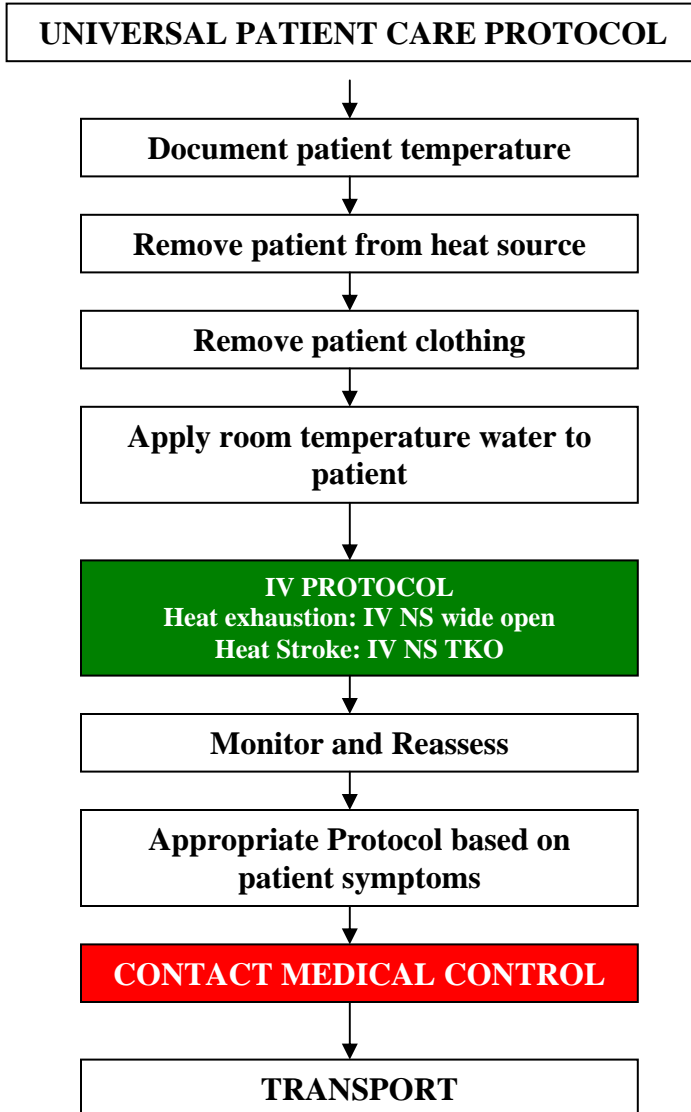 UNIVERSAL PATIENT CARE PROTOCOL
Document patient temperature
Remove patient from heat source
Remove patient clothing
Apply room temperature water to
patient
IV PROTOCOL
Heat exhaustion: IV NS wide open
Heat Stroke: IV NS TKO
Monitor and Reassess
Appropriate Protocol based on
patient symptoms
CONTACT MEDICAL CONTROL
TRANSPORT